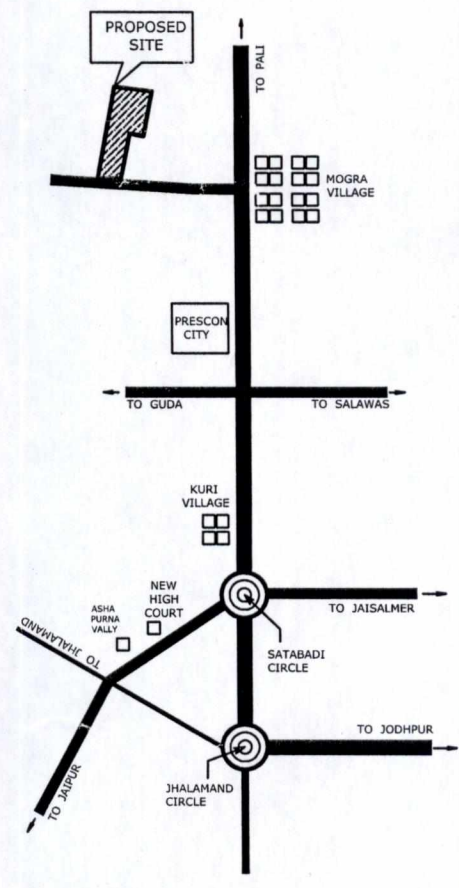 PROPOSED
SITE
TO PALI
MOGRA
VILLAGE
PRESCON
CITY
TO GUDA
TO SALAWAS
KURI
VILLAGE
NEW
HIGH
COURT
ASHA
PURNA
VALLY
TO JHALAMAND
TO JAISALMER
SATABADI
CIRCLE
TO JODHPUR
JHALAMAND
CIRCLE
TO JAIPUR